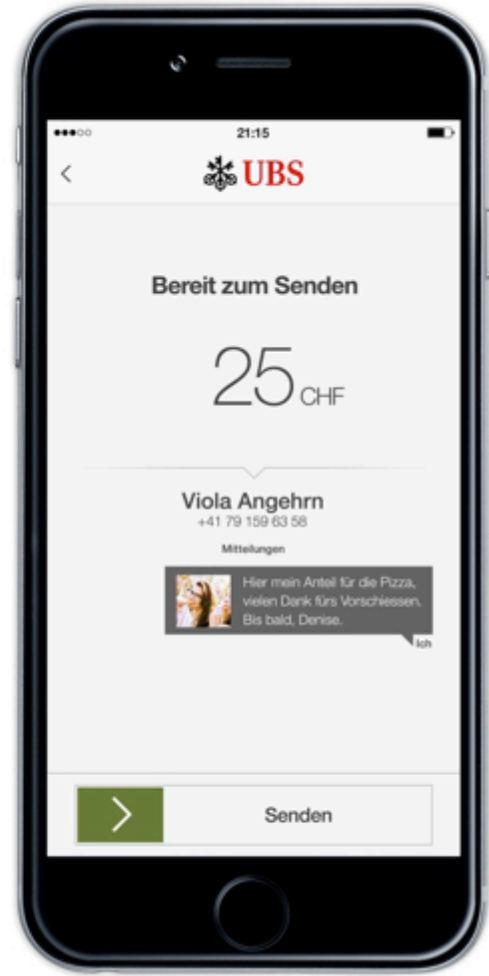 21:15
UBS
Bereit zum Senden
25 CHF
Viola Angehrn
+41 79 159 63 58
Mitteilungen
Hier mein Anteil für die Pizza,
vielen Dank fürs Vorschiessen.
Bis bald, Denise.
Ich
Senden